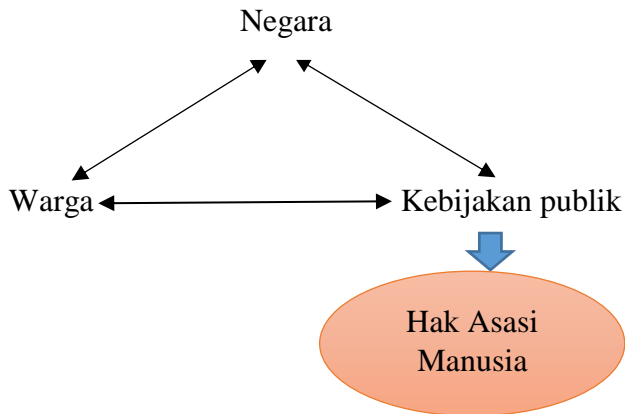 Negara
Warga
Kebijakan publik
Hak Asasi
Manusia